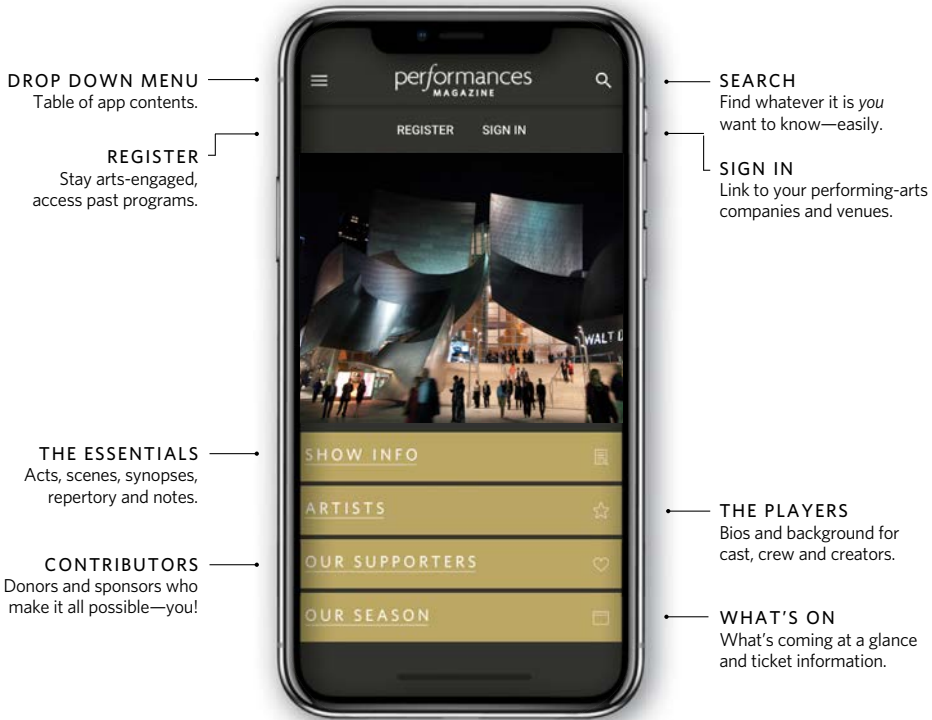 DROP DOWN MENU
Table of app contents.
REGISTER
Stay arts-engaged,
access past programs.
THE ESSENTIALS
Acts, scenes, synopses,
repertory and notes.
CONTRIBUTORS
Donors and sponsors who
make it all possible—you!
performances
MAGAZINE
REGISTER SIGN IN
WALT D
SHOW INFO
ARTISTS
OUR SUPPORTERS
OUR SEASON
SEARCH
Find whatever it is you
want to know—easily.
SIGN IN
Link to your performing-arts
companies and venues.
THE PLAYERS
Bios and background for
cast, crew and creators.
WHAT'S ON
What's coming at a glance
and ticket information.